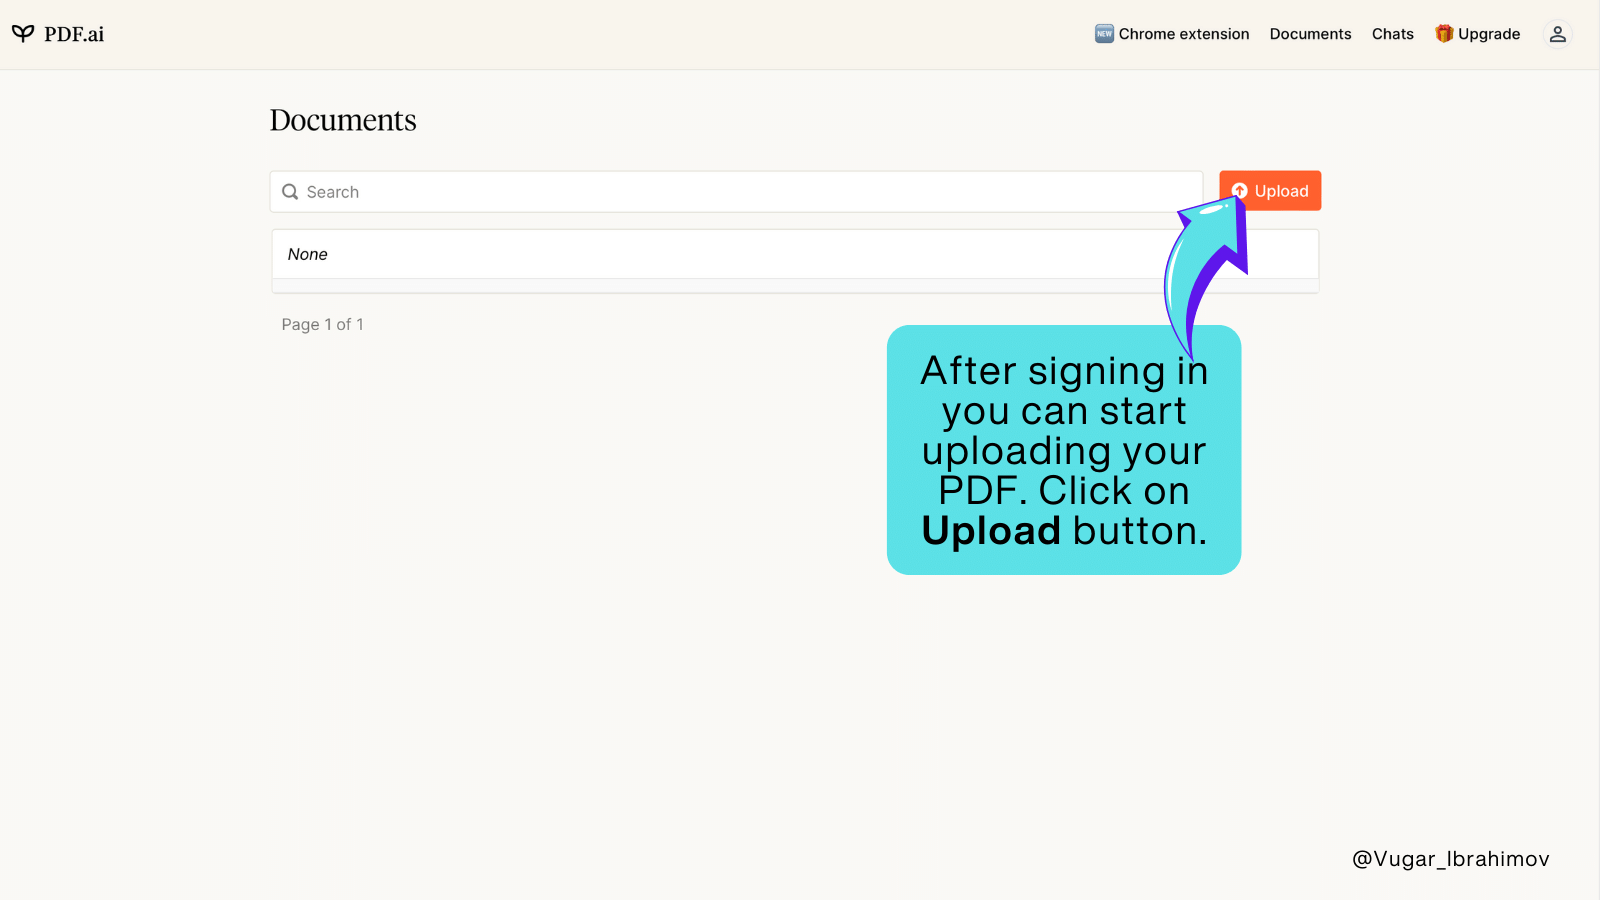 PDF.ai
NEW Chrome extension Documents Chats Upgrade
Documents
Search
Upload
None
Page 1 of 1
After signing in
you can start
uploading your
PDF. Click on
Upload button.
@Vugar_Ibrahimov